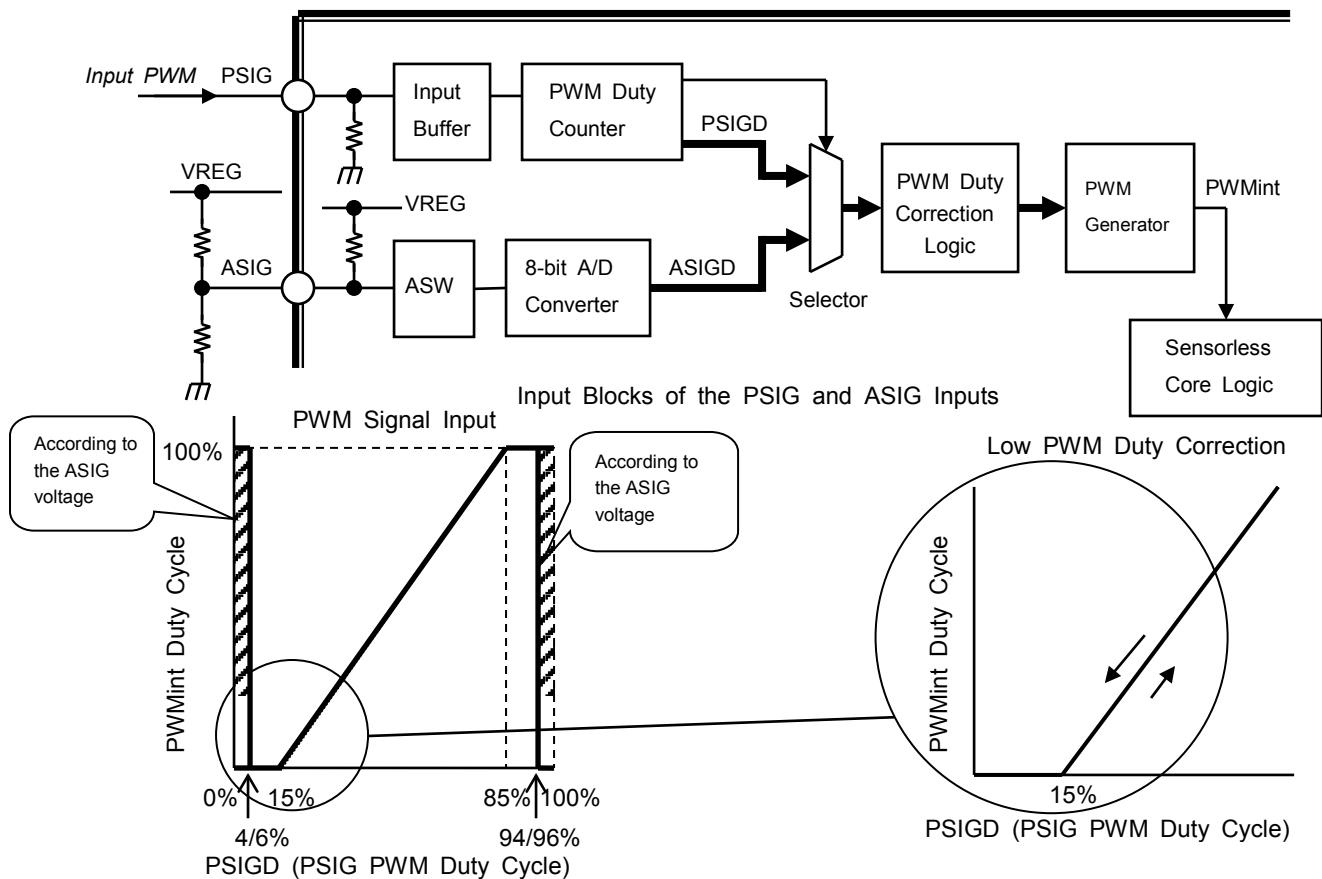 Input PWM
PSIG
Input
Buffer
PWM Duty
Counter
PSIGD
VREG
VREG
ASIG
ASW
8-bit A/D
Converter
ASIGD
Selector
PWM Duty
Correction
Logic
PWM
Generator
PWMint
Sensorless
Core Logic
Input Blocks of the PSIG and ASIG Inputs
According to
the ASIG
voltage
PWM Signal Input
100%
According to
the ASIG
voltage
PWMint Duty Cycle
0%
15%
85%
100%
4/6%
94/96%
PSIGD (PSIG PWM Duty Cycle)
Low PWM Duty Correction
PWMint Duty Cycle
15%
PSIGD (PSIG PWM Duty Cycle)